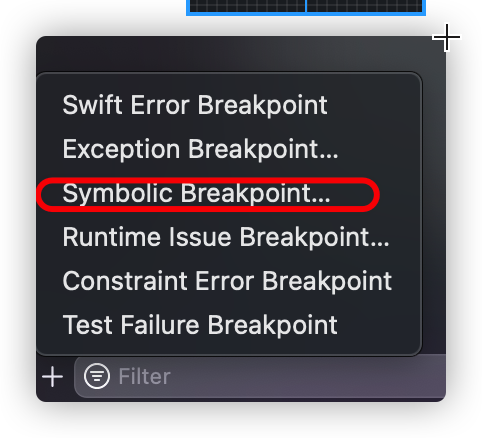 Swift Error Breakpoint
Exception Breakpoint...
Symbolic Breakpoint...
Runtime Issue Breakpoint...
Constraint Error Breakpoint
Test Failure Breakpoint
Filter